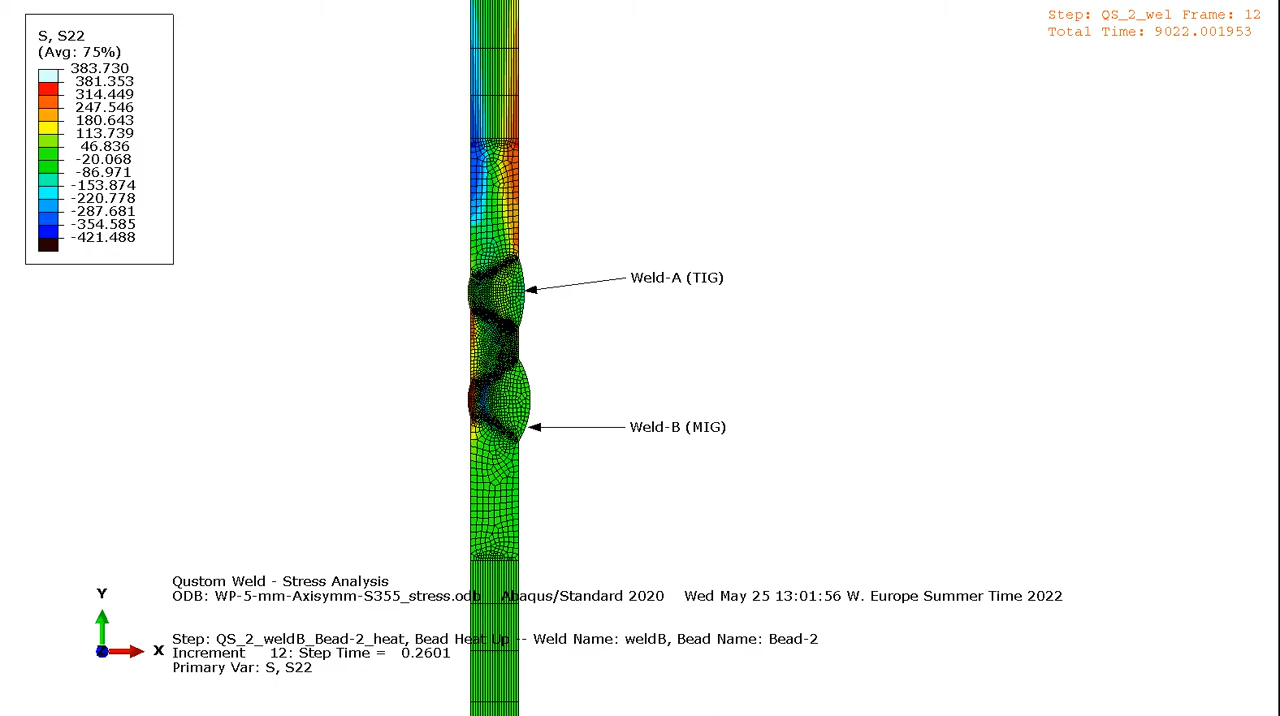 S, S22
(Avg: 75%)
383.730
381.353
314.449
247.546
180.643
113.739
46.836
-20.068
-86.971
-153.874
-220.778
-287.681
-354.585
-421.488
Step: QS_2_wel Frame: 12
Total Time: 9022.001953
Weld-A (TIG)
Weld-B (MIG)
Qustom Weld - Stress Analysis
ODB: WP-5-mm-Axisymm-S355_stress.odb Abaqus/Standard 2020 Wed May 25 13:01:56 W. Europe Summer Time 2022
Y
X
Step: QS_2_weldB_Bead-2_heat, Bead Heat Up -- Weld Name: weldB, Bead Name: Bead-2
Increment 12: Step Time = 0.2601
Primary Var: S, S22